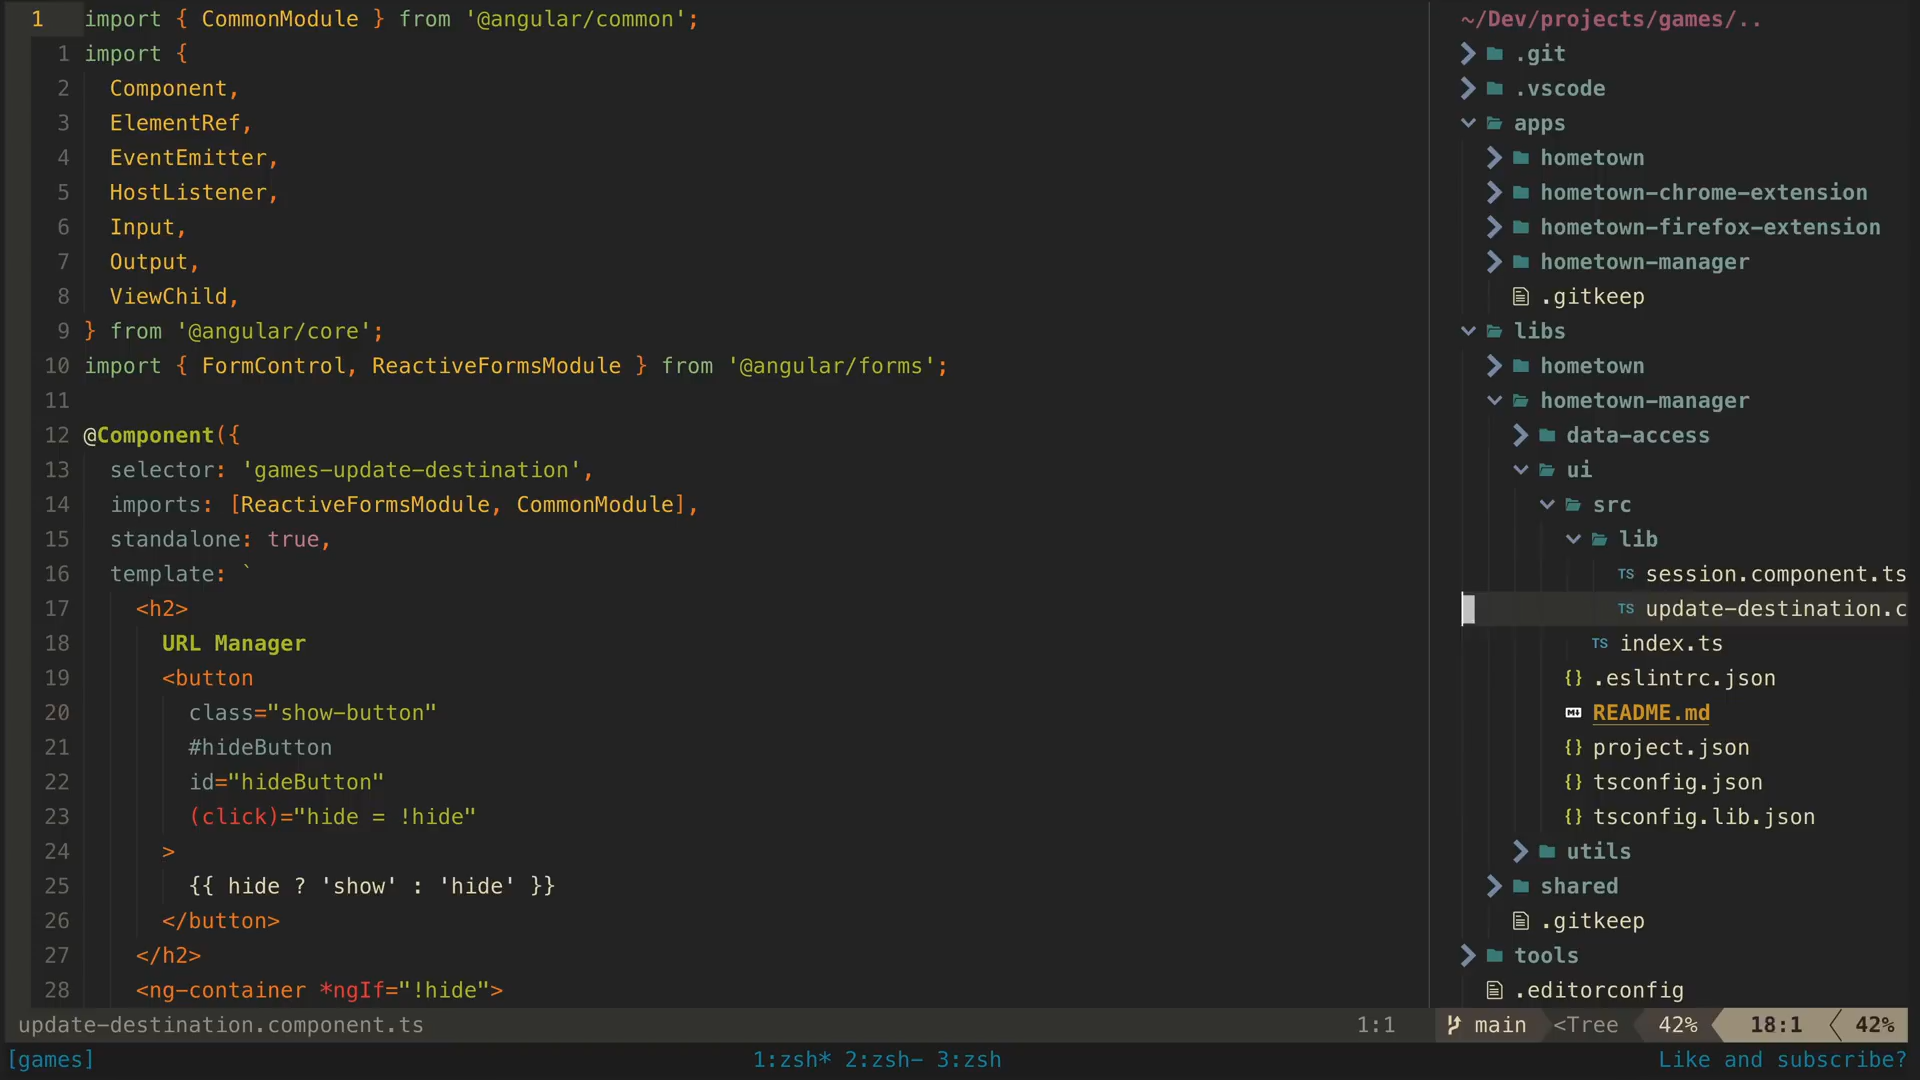 1 import { CommonModule } from '@angular/common';
1 import {
2 Component,
3 ElementRef,
4 EventEmitter,
5 HostListener,
6 Input,
7 Output,
8 ViewChild,
9 } from '@angular/core';
10 import { FormControl, ReactiveFormsModule } from '@angular/forms';
11
12 @Component({
13 selector: 'games-update-destination',
14 imports: [ReactiveFormsModule, CommonModule],
15 standalone: true,
16 template: `
17 <h2>
18 URL Manager
19 <button
20 class="show-button"
21 #hideButton
22 id="hideButton"
23 (click)="hide = !hide"
24 >
25 {{ hide ? 'show' : 'hide' }}
26 </button>
27 </h2>
28 <ng-container *ngIf="!hide">
~/Dev/projects/games/..
.git
.vscode
apps
hometown
hometown-chrome-extension
hometown-firefox-extension
hometown-manager
.gitkeep
libs
hometown
hometown-manager
data-access
ui
src
lib
TS session.component.ts
TS update-destination.c
TS index.ts
{} .eslintrc.json
M↓ README.md
{} project.json
{} tsconfig.json
{} tsconfig.lib.json
utils
shared
.gitkeep
tools
.editorconfig
update-destination.component.ts 1:1 main <Tree 42% 18:1 42%
[games] 1:zsh* 2:zsh- 3:zsh Like and subscribe?